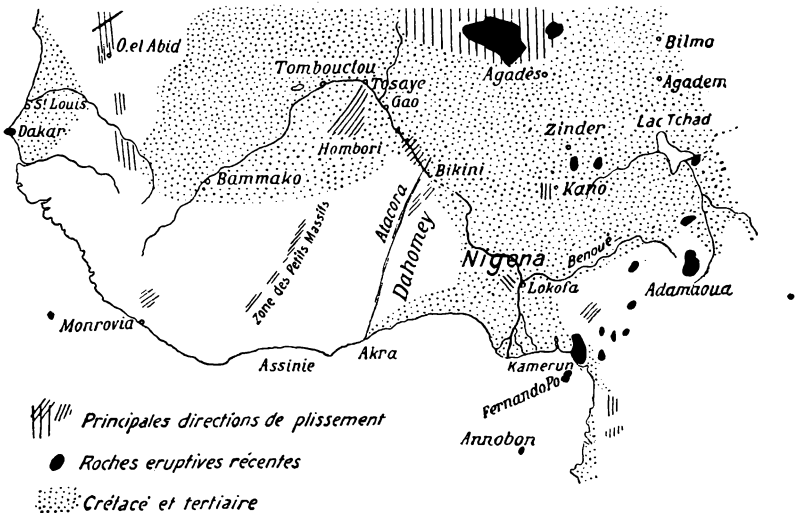 O. el Abid
Bilma
Tombouctou
Tosaye
Agadès
Agadem
St Louis
Gao
Lac Tchad
Dakar
Zinder
Hombori
Bikini
Bammako
Kano
Atacora
Zone des Petits Massifs
Dahomey
Nigeria
Benoué
Lokoja
Adamaoua
Monrovia
Assinie
Akra
Kamerun
Fernando Po
Annobon
Principales directions de plissement
Roches eruptives récentes
Crétacé et tertiaire